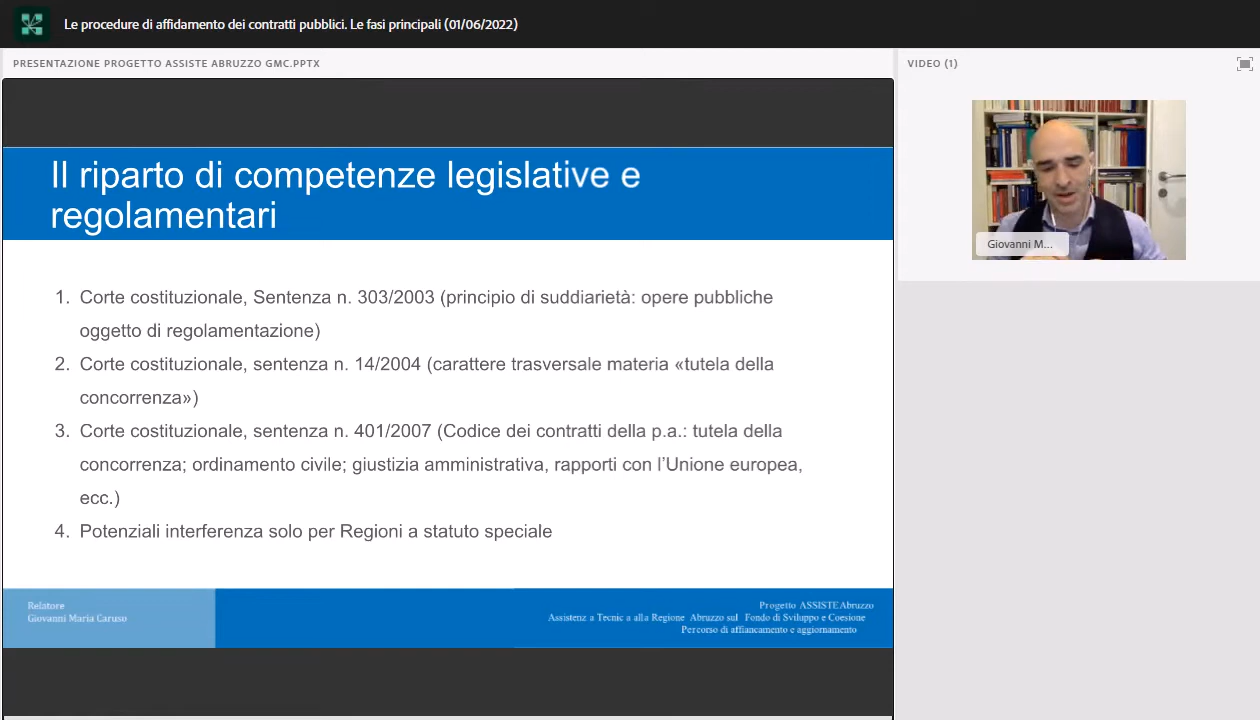 Le procedure di affidamento dei contratti pubblici. Le fasi principali (01/06/2022)
PRESENTAZIONE PROGETTO ASSISTE ABRUZZO GMC.PPTX
VIDEO (1)
Il riparto di competenze legislative e
regolamentari
1. Corte costituzionale, Sentenza n. 303/2003 (principio di suddiarietà: opere pubbliche
oggetto di regolamentazione)
2. Corte costituzionale, sentenza n. 14/2004 (carattere trasversale materia «tutela della
concorrenza»)
3. Corte costituzionale, sentenza n. 401/2007 (Codice dei contratti della p.a.: tutela della
concorrenza; ordinamento civile; giustizia amministrativa, rapporti con l'Unione europea,
ecc.)
4. Potenziali interferenza solo per Regioni a statuto speciale
Giovanni M...
Relatore
Giovanni Maria Caruso
Progetto ASSISTEAbruzzo
Assistenz a Tecnic a alla Regione Abruzzo sul Fondo di Sviluppo e Coesione
Percorso di affiancamento e aggiornamento